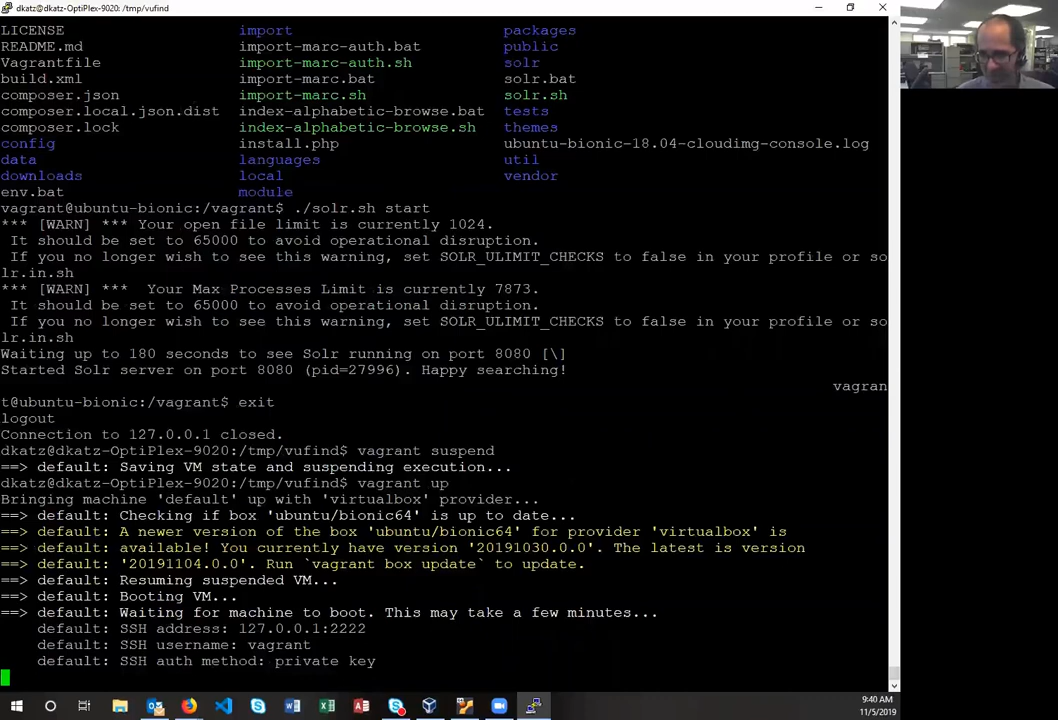 dkatz@dkatz-OptiPlex-9020: /tmp/vufind
LICENSE import packages
README.md import-marc-auth.bat public
Vagrantfile import-marc-auth.sh solr
build.xml import-marc.bat solr.bat
composer.json import-marc.sh solr.sh
composer.local.json.dist index-alphabetic-browse.bat tests
composer.lock index-alphabetic-browse.sh themes
config install.php ubuntu-bionic-18.04-cloudimg-console.log
data languages util
downloads local vendor
env.bat module
vagrant@ubuntu-bionic:/vagrant$ ./solr.sh start
*** [WARN] *** Your open file limit is currently 1024.
It should be set to 65000 to avoid operational disruption.
If you no longer wish to see this warning, set SOLR_ULIMIT_CHECKS to false in your profile or so
lr.in.sh
*** [WARN] *** Your Max Processes Limit is currently 7873.
It should be set to 65000 to avoid operational disruption.
If you no longer wish to see this warning, set SOLR_ULIMIT_CHECKS to false in your profile or so
lr.in.sh
Waiting up to 180 seconds to see Solr running on port 8080 [\]
Started Solr server on port 8080 (pid=27996). Happy searching!
vagran
t@ubuntu-bionic:/vagrant$ exit
logout
Connection to 127.0.0.1 closed.
dkatz@dkatz-OptiPlex-9020:/tmp/vufind$ vagrant suspend
==> default: Saving VM state and suspending execution...
dkatz@dkatz-OptiPlex-9020:/tmp/vufind$ vagrant up
Bringing machine 'default' up with 'virtualbox' provider...
==> default: Checking if box 'ubuntu/bionic64' is up to date...
==> default: A newer version of the box 'ubuntu/bionic64' for provider 'virtualbox' is
==> default: available! You currently have version '20191030.0.0'. The latest is version
==> default: '20191104.0.0'. Run `vagrant box update` to update.
==> default: Resuming suspended VM...
==> default: Booting VM...
==> default: Waiting for machine to boot. This may take a few minutes...
default: SSH address: 127.0.0.1:2222
default: SSH username: vagrant
default: SSH auth method: private key
9:40 AM
11/5/2019